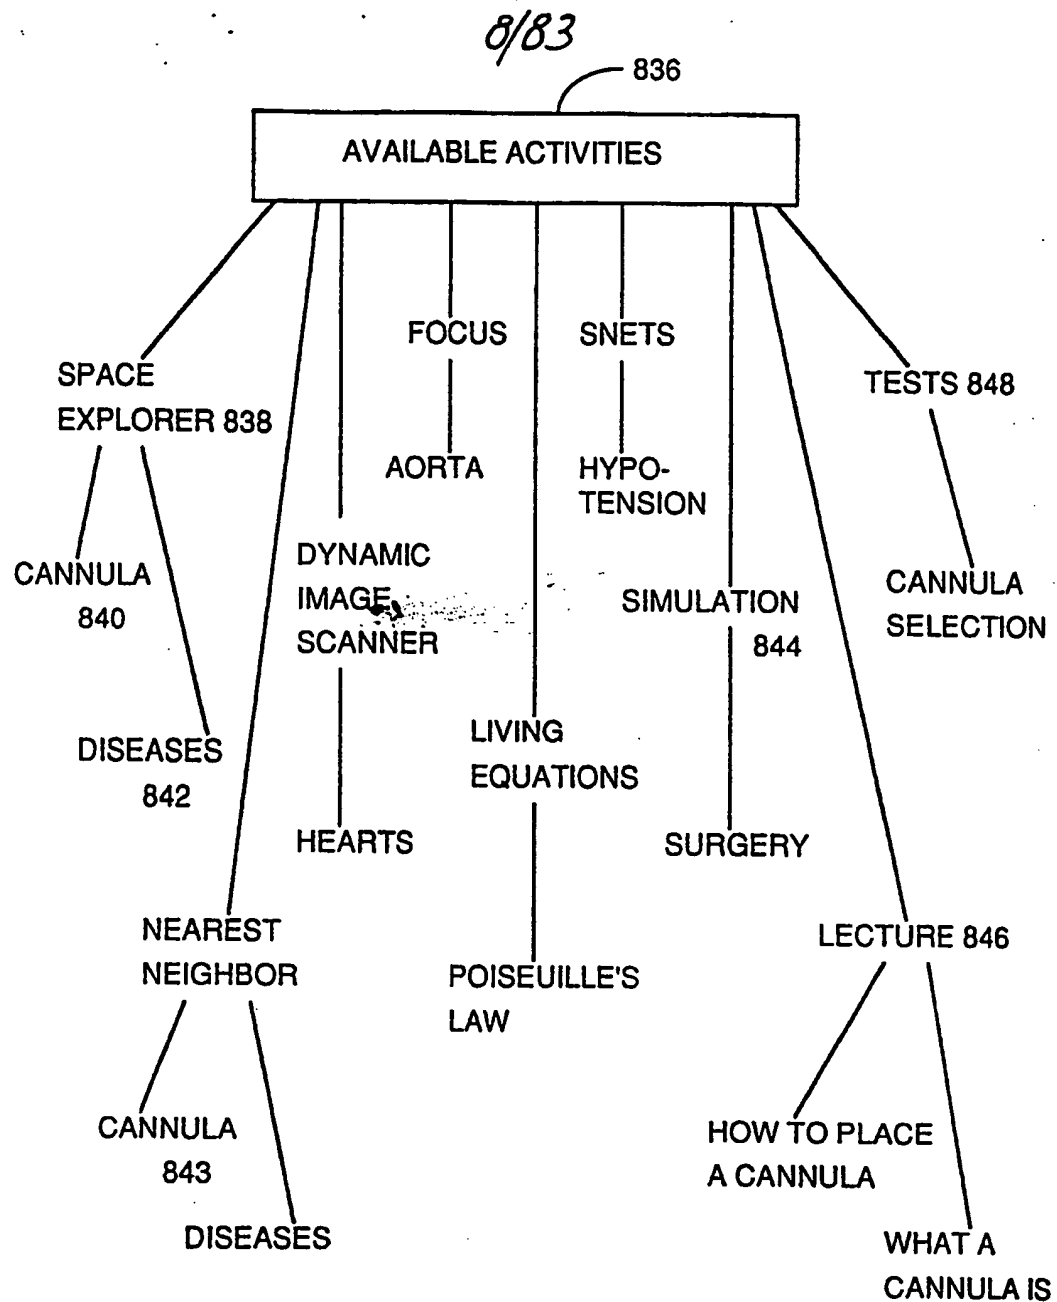 8/83
836
AVAILABLE ACTIVITIES
FOCUS
SNETS
SPACE
EXPLORER 838
TESTS 848
AORTA
HYPO-
TENSION
DYNAMIC
IMAGE
SCANNER
CANNULA
840
CANNULA
SELECTION
SIMULATION
844
LIVING
EQUATIONS
DISEASES
842
HEARTS
SURGERY
NEAREST
NEIGHBOR
LECTURE 846
POISEUILLE'S
LAW
CANNULA
843
HOW TO PLACE
A CANNULA
DISEASES
WHAT A
CANNULA IS